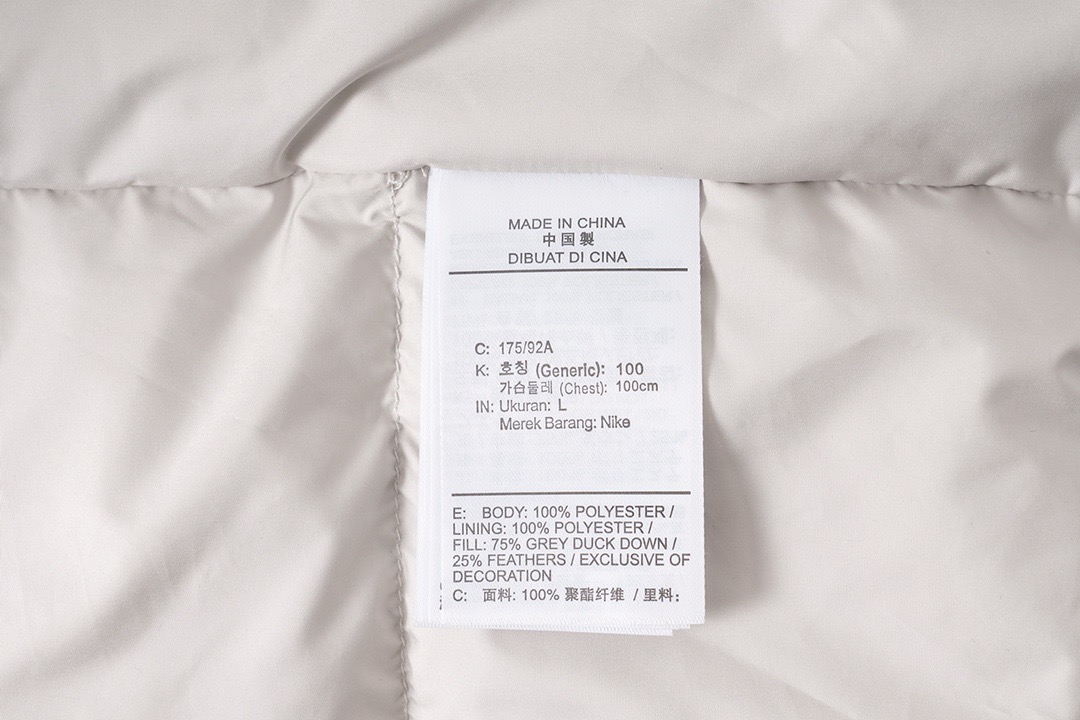 MADE IN CHINA
中国製
DIBUAT DI CINA
C: 175/92A
K: 호칭 (Generic): 100
가슴둘레 (Chest): 100cm
IN: Ukuran: L
Merek Barang: Nike
E: BODY: 100% POLYESTER /
LINING: 100% POLYESTER /
FILL: 75% GREY DUCK DOWN /
25% FEATHERS / EXCLUSIVE OF
DECORATION
C: 面料: 100% 聚酯纤维 / 里料: